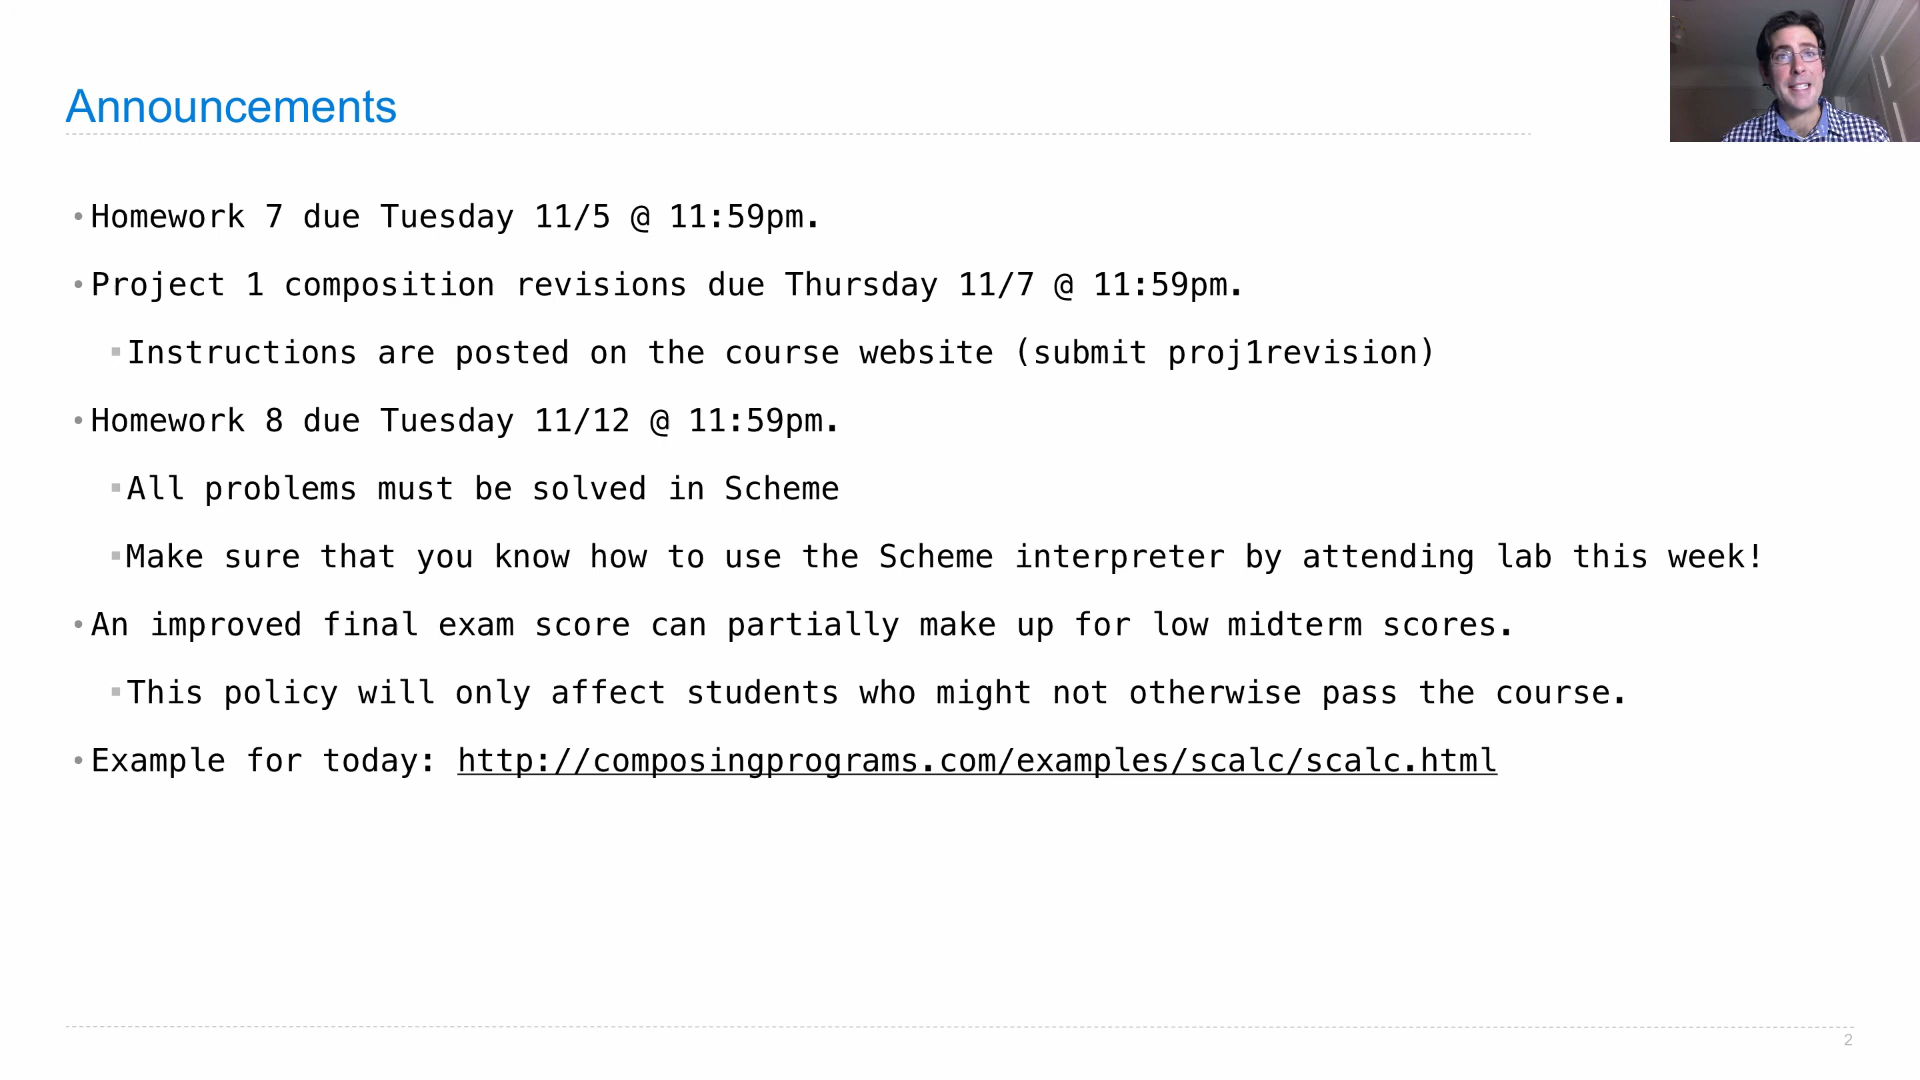 Announcements
•Homework 7 due Tuesday 11/5 @ 11:59pm.
•Project 1 composition revisions due Thursday 11/7 @ 11:59pm.
▪Instructions are posted on the course website (submit proj1revision)
•Homework 8 due Tuesday 11/12 @ 11:59pm.
▪All problems must be solved in Scheme
▪Make sure that you know how to use the Scheme interpreter by attending lab this week!
•An improved final exam score can partially make up for low midterm scores.
▪This policy will only affect students who might not otherwise pass the course.
•Example for today: http://composingprograms.com/examples/scalc/scalc.html
2